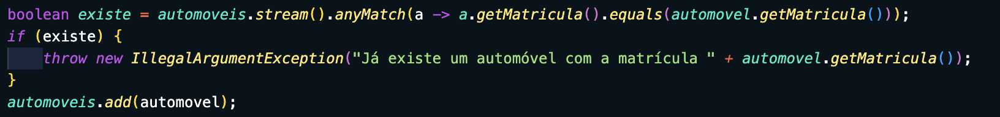 boolean existe = automoveis.stream().anyMatch(a -> a.getMatricula().equals(automovel.getMatricula()));
if (existe) {
    throw new IllegalArgumentException("Já existe um automóvel com a matrícula " + automovel.getMatricula());
}
automoveis.add(automovel);